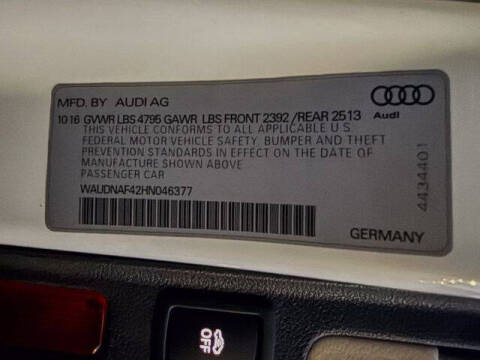 MFD. BY AUDI AG
10 16 GVWR LBS 4795 GAWR LBS FRONT 2392 /REAR 2513
THIS VEHICLE CONFORMS TO ALL APPLICABLE U.S.
FEDERAL MOTOR VEHICLE SAFETY, BUMPER AND THEFT
PREVENTION STANDARDS IN EFFECT ON THE DATE OF
MANUFACTURE SHOWN ABOVE
PASSENGER CAR
WAUDNAF42HN046377
Audi
4434401
GERMANY
OFF